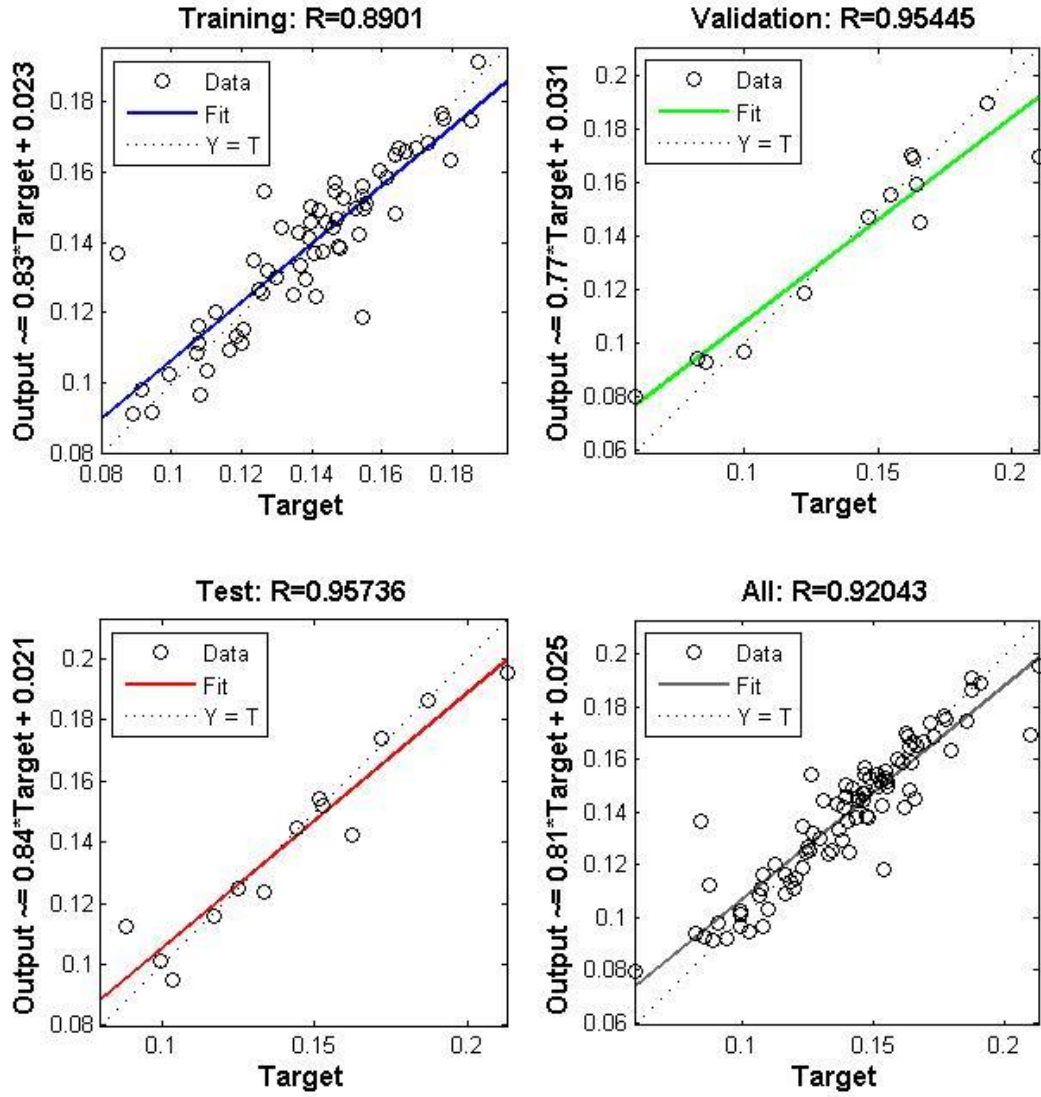 Training: R=0.8901
Output ~= 0.83*Target + 0.023
Data
Fit
Y = T
0.18
0.16
0.14
0.12
0.1
0.08
0.08 0.1 0.12 0.14 0.16 0.18
Target
Validation: R=0.95445
Output ~= 0.77*Target + 0.031
Data
Fit
Y = T
0.2
0.18
0.16
0.14
0.12
0.1
0.08
0.06
0.1 0.15 0.2
Target
Test: R=0.95736
Output ~= 0.84*Target + 0.021
Data
Fit
Y = T
0.2
0.18
0.16
0.14
0.12
0.1
0.08
0.1 0.15 0.2
Target
All: R=0.92043
Output ~= 0.81*Target + 0.025
Data
Fit
Y = T
0.2
0.18
0.16
0.14
0.12
0.1
0.08
0.06
0.1 0.15 0.2
Target